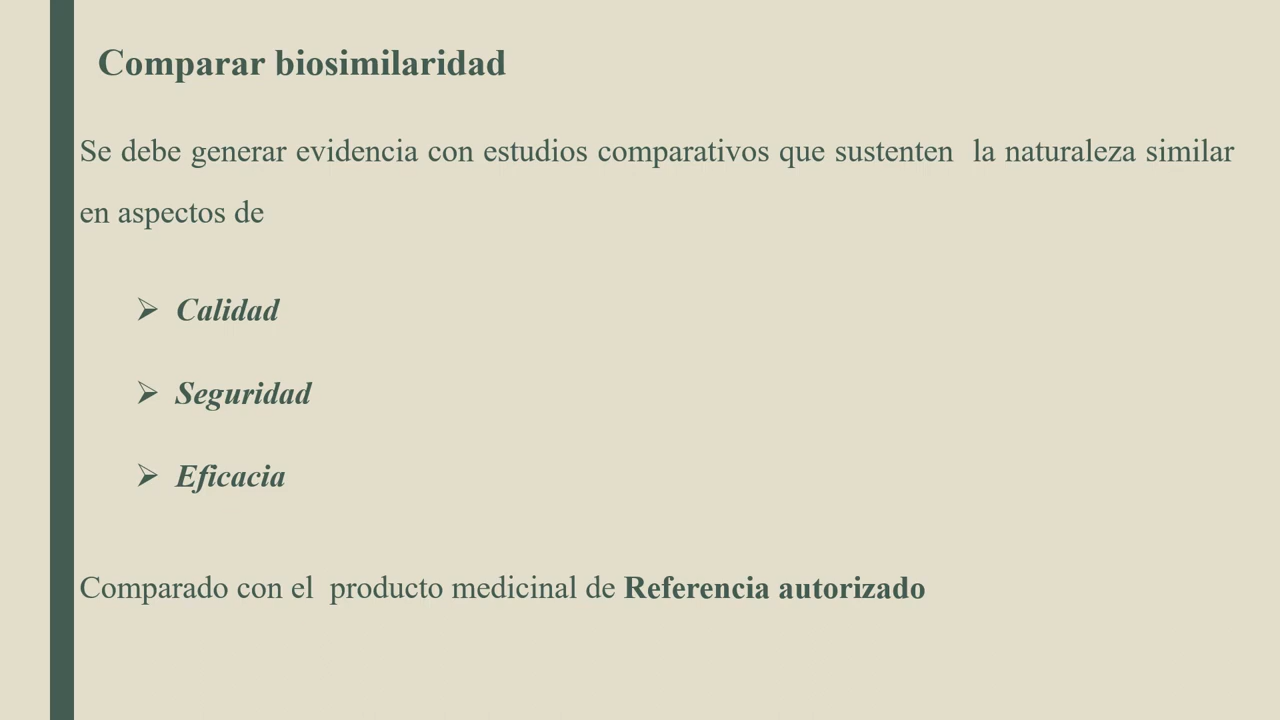 Comparar biosimilaridad
Se debe generar evidencia con estudios comparativos que sustenten  la naturaleza similar
en aspectos de
➢ Calidad
➢ Seguridad
➢ Eficacia
Comparado con el  producto medicinal de Referencia autorizado